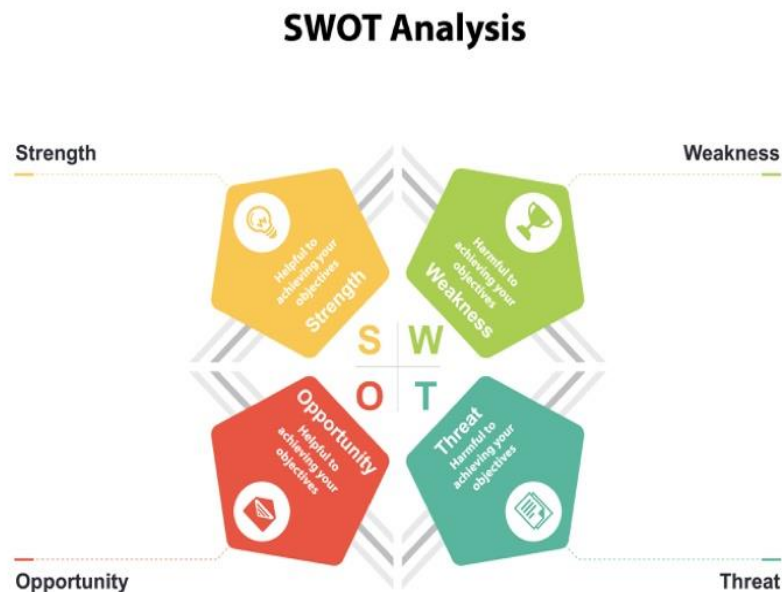 SWOT Analysis
Strength
Weakness
Helpful to
achieving your
objectives
Strength
Harmful to
achieving your
objectives
Weakness
S W
O T
Opportunity
Helpful to
achieving your
objectives
Threat
Harmful to
achieving your
objectives
Opportunity
Threat